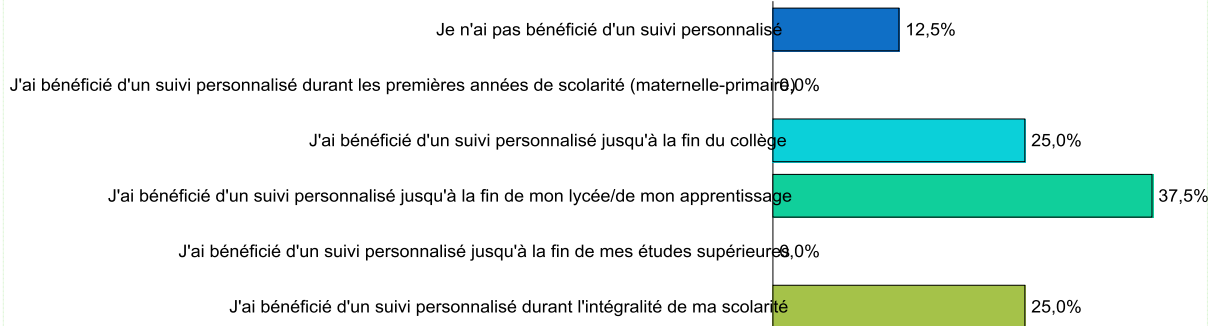 Je n'ai pas bénéficié d'un suivi personnalisé 12,5%
J'ai bénéficié d'un suivi personnalisé durant les premières années de scolarité (maternelle-primaire) 0,0%
J'ai bénéficié d'un suivi personnalisé jusqu'à la fin du collège 25,0%
J'ai bénéficié d'un suivi personnalisé jusqu'à la fin de mon lycée/de mon apprentissage 37,5%
J'ai bénéficié d'un suivi personnalisé jusqu'à la fin de mes études supérieures 0,0%
J'ai bénéficié d'un suivi personnalisé durant l'intégralité de ma scolarité 25,0%